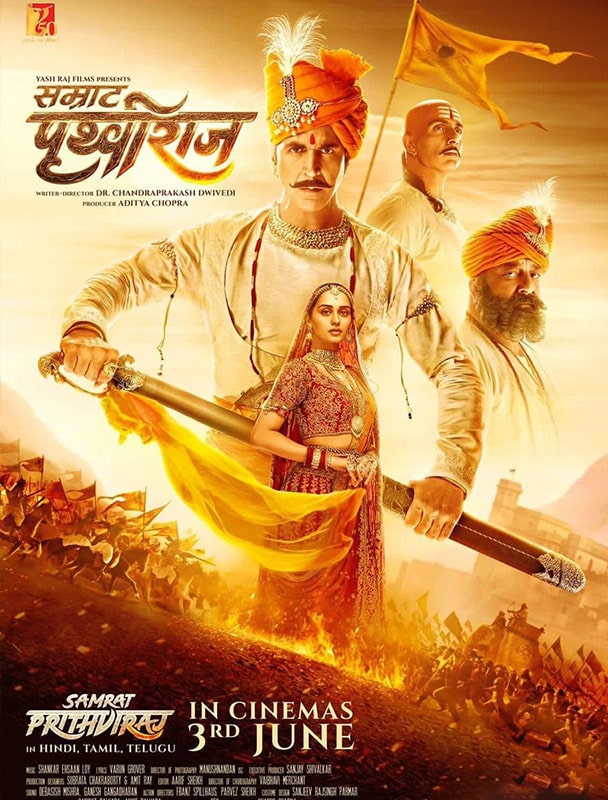 YASH RAJ FILMS PRESENTS
सम्राट
पृथ्वीराज
WRITER-DIRECTOR DR. CHANDRAPRAKASH DWIVEDI
PRODUCER ADITYA CHOPRA
SAMRAT
PRITHVIRAJ
IN HINDI, TAMIL, TELUGU
IN CINEMAS
3RD JUNE
MUSIC SHANKAR EHSAAN LOY LYRICS VARUN GROVER DIRECTOR OF PHOTOGRAPHY MANUSHNANDAN ISC EXECUTIVE PRODUCER SANJAY SHIVALKAR
PRODUCTION DESIGNERS SUBRATA CHAKRABORTY & AMIT RAY EDITOR AARIF SHEIKH DIRECTOR OF CHOREOGRAPHY VAIBHAVI MERCHANT
SOUND DEBASISH MISHRA, GANESH GANGADHARAN ACTION DIRECTORS FRANZ SPILHAUS, PARVEZ SHEIKH COSTUME DESIGN SANJEEV RAJSINGH PARMAR